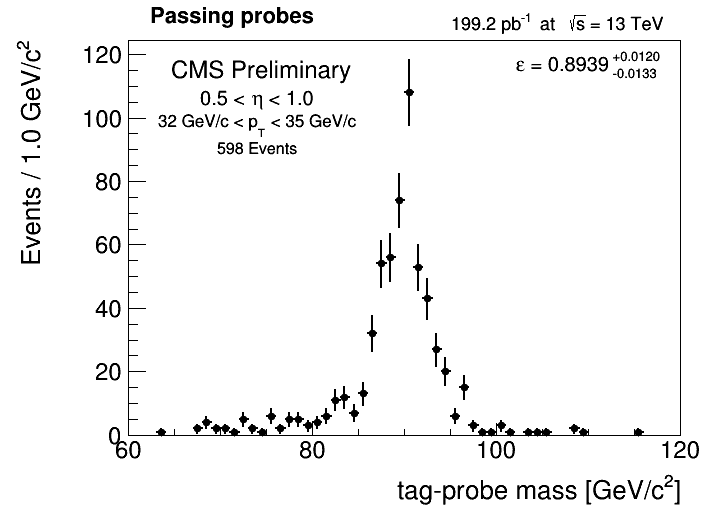 Passing probes
199.2 pb⁻¹ at √s = 13 TeV
CMS Preliminary
0.5 < η < 1.0
32 GeV/c < p_T < 35 GeV/c
598 Events
ε = 0.8939 +0.0120 -0.0133
Events / 1.0 GeV/c²
120
100
80
60
40
20
0
60 80 100 120
tag-probe mass [GeV/c²]